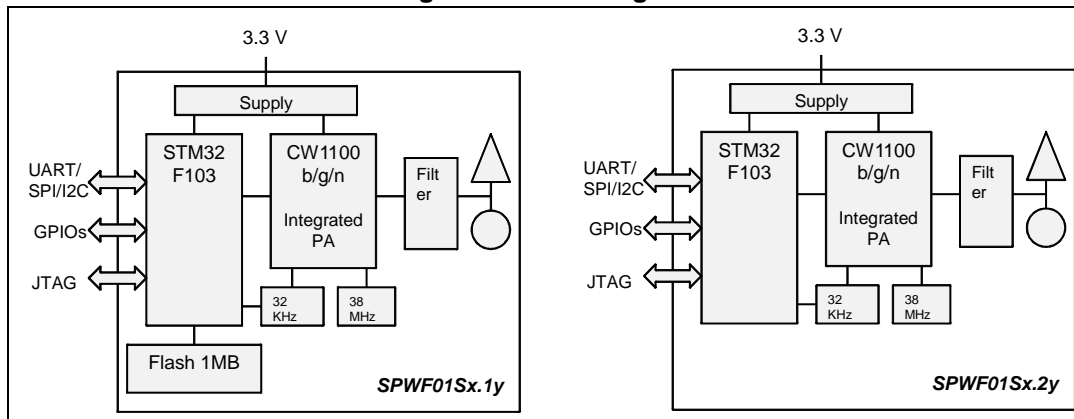 3.3 V
Supply
STM32
F103
CW1100
b/g/n
Integrated
PA
Filt
er
UART/
SPI/I2C
GPIOs
JTAG
32
KHz
38
MHz
Flash 1MB
SPWF01Sx.1y
3.3 V
Supply
STM32
F103
CW1100
b/g/n
Integrated
PA
Filt
er
UART/
SPI/I2C
GPIOs
JTAG
32
KHz
38
MHz
SPWF01Sx.2y